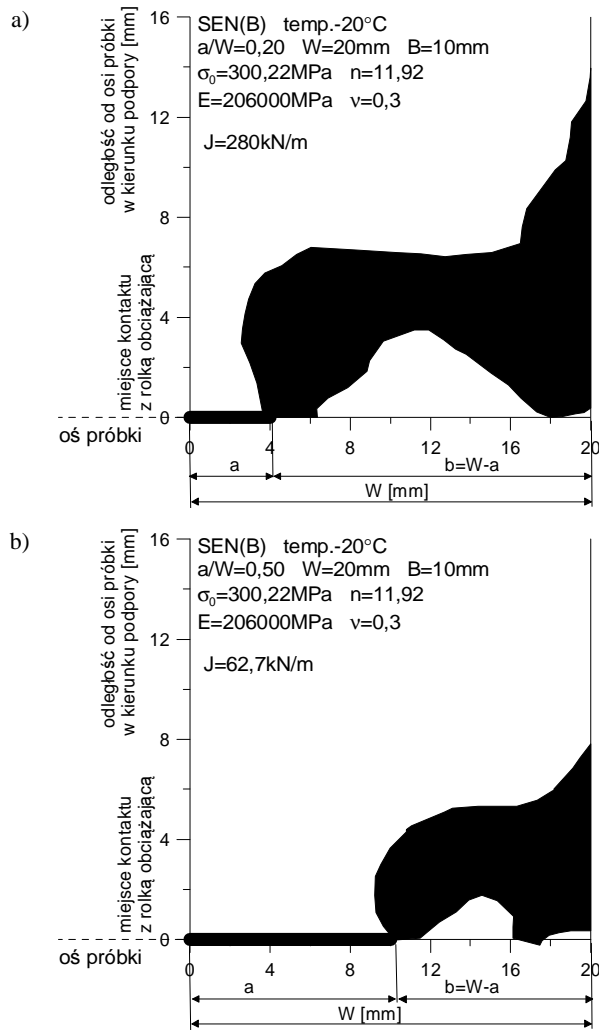 a)
16
12
8
4
0
odległość od osi próbki
w kierunku podpory [mm]
miejsce kontaktu
z rolką obciążającą
SEN(B) temp.-20°C
a/W=0,20 W=20mm B=10mm
σ0=300,22MPa n=11,92
E=206000MPa ν=0,3
J=280kN/m
oś próbki
0 4 8 12 16 20
a b=W-a
W [mm]
b)
16
12
8
4
0
odległość od osi próbki
w kierunku podpory [mm]
miejsce kontaktu
z rolką obciążającą
SEN(B) temp.-20°C
a/W=0,50 W=20mm B=10mm
σ0=300,22MPa n=11,92
E=206000MPa ν=0,3
J=62,7kN/m
oś próbki
0 4 8 12 16 20
a b=W-a
W [mm]